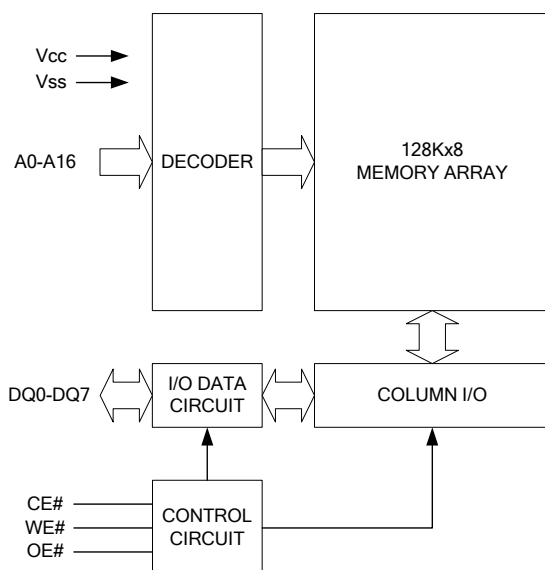 Vcc
Vss
A0-A16
DECODER
128Kx8
MEMORY ARRAY
DQ0-DQ7
I/O DATA
CIRCUIT
COLUMN I/O
CE#
WE#
OE#
CONTROL
CIRCUIT